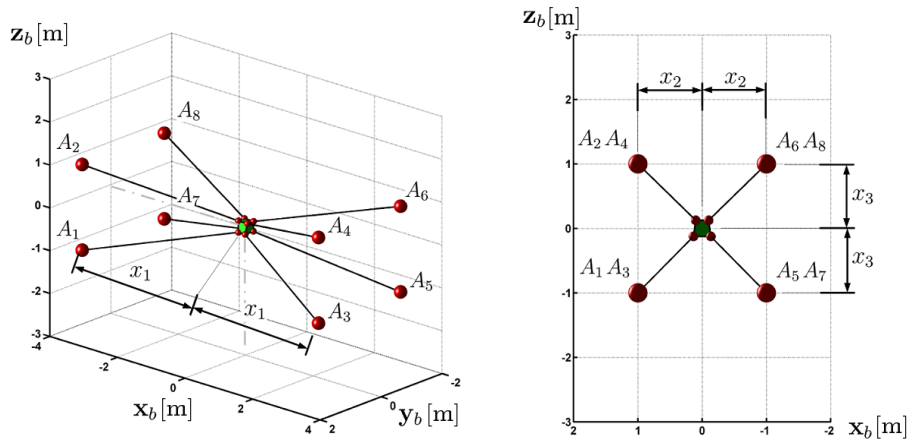 z_b [m]
3
2
1
0
-1
-2
-3
-4
-2
0
2
4
2
0
-2
x_b [m]
y_b [m]
A_8
A_2
A_7
A_6
A_1
A_4
A_5
A_3
x_1
x_1
z_b [m]
3
2
1
0
-1
-2
-3
2
1
0
-1
-2
x_b [m]
x_2 x_2
A_2 A_4 A_6 A_8
x_3
x_3
A_1 A_3 A_5 A_7